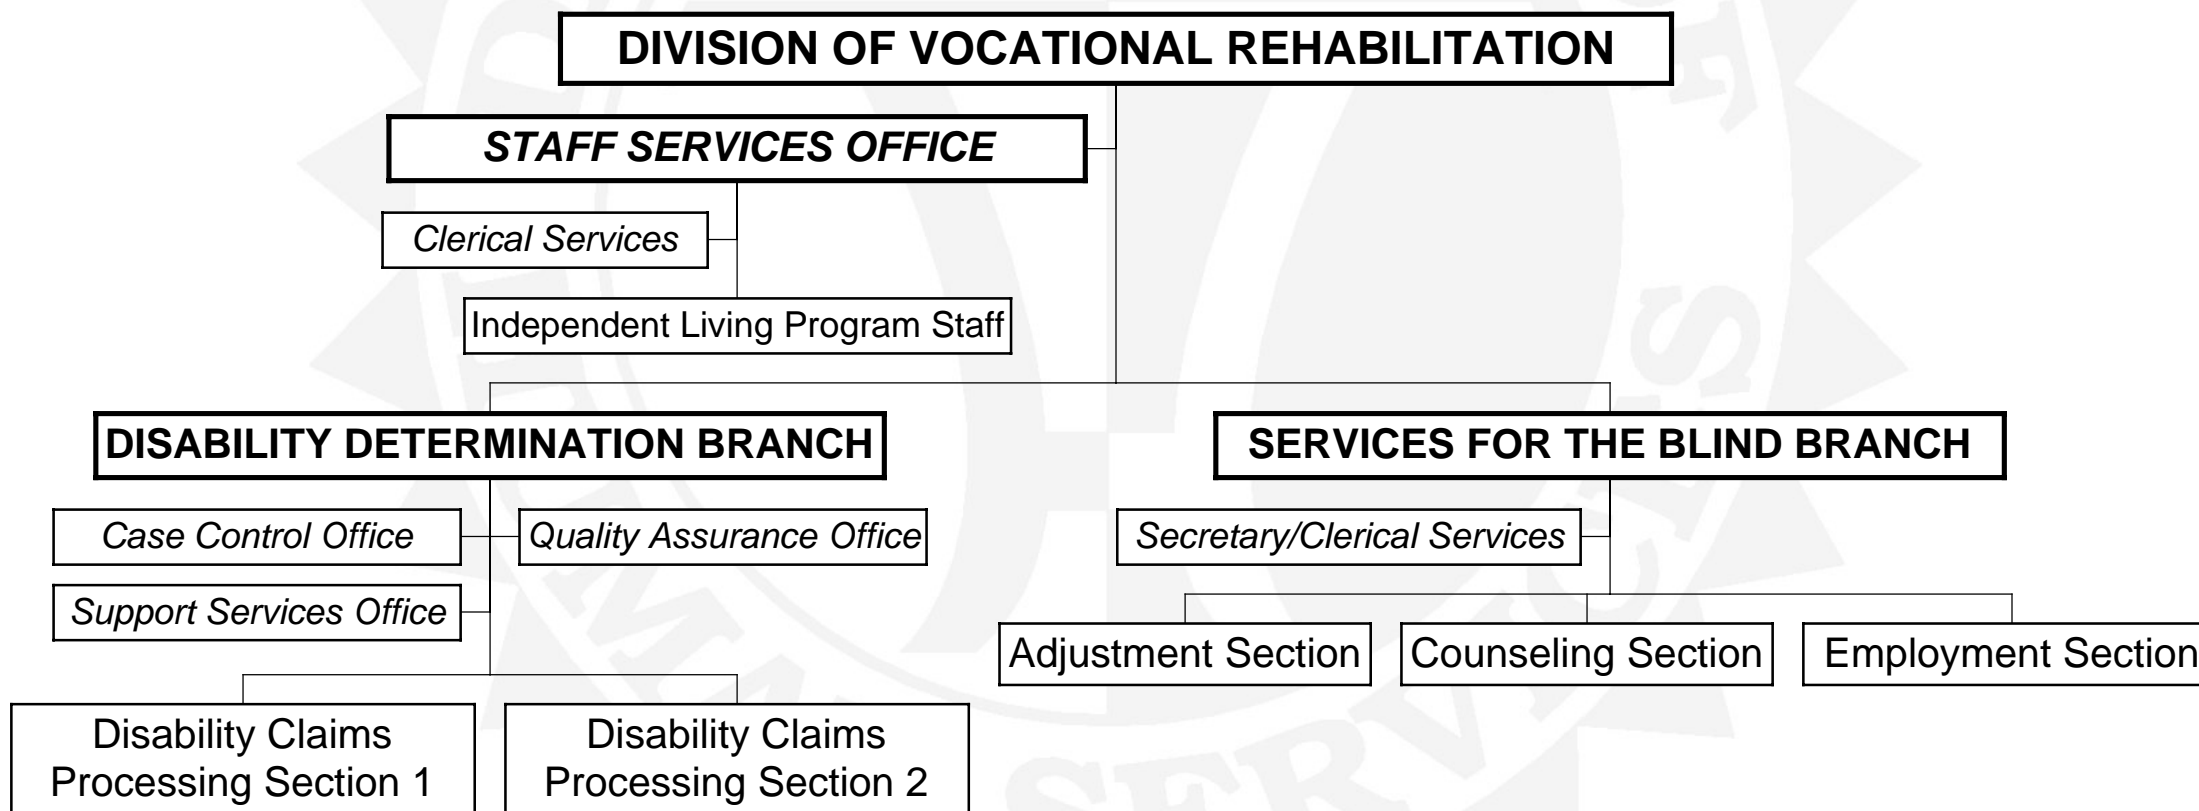 DIVISION OF VOCATIONAL REHABILITATION
STAFF SERVICES OFFICE
Clerical Services
Independent Living Program Staff
DISABILITY DETERMINATION BRANCH
SERVICES FOR THE BLIND BRANCH
Case Control Office
Quality Assurance Office
Secretary/Clerical Services
Support Services Office
Adjustment Section
Counseling Section
Employment Section
Disability Claims
Processing Section 1
Disability Claims
Processing Section 2